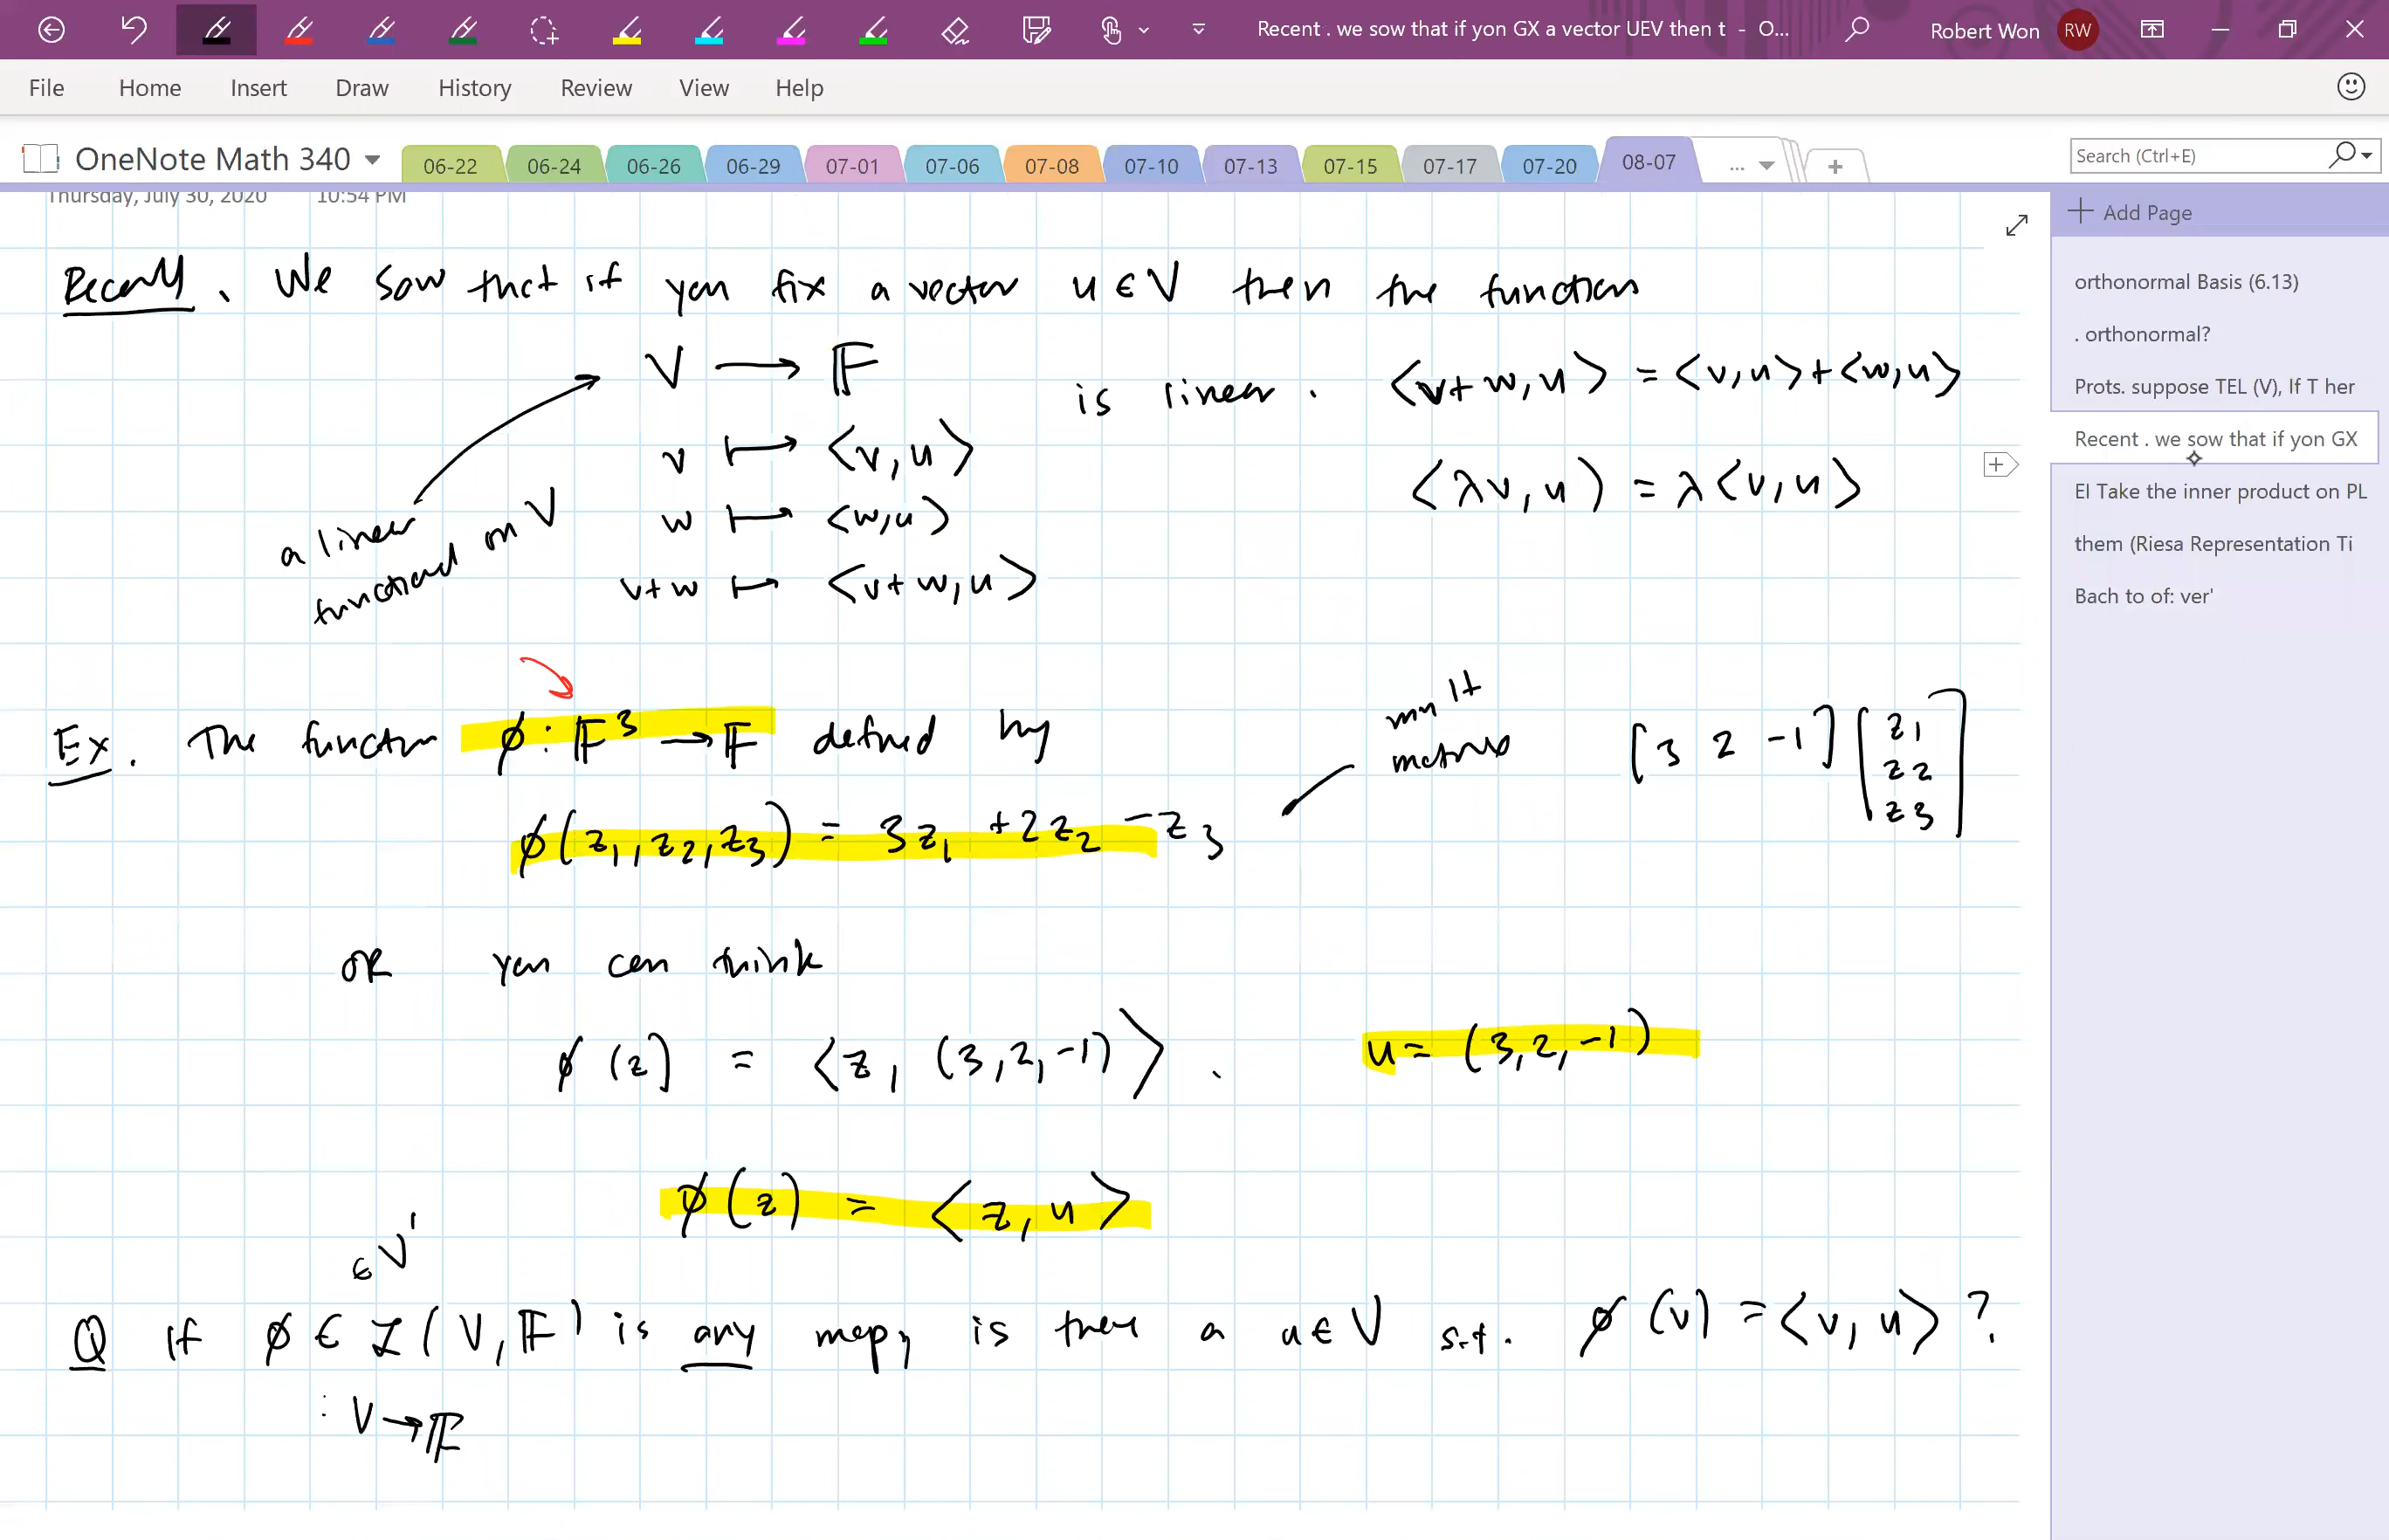 Recent . we sow that if yon GX a vector UEV then t - O...
Robert Won
RW
File Home Insert Draw History Review View Help
OneNote Math 340
06-22 06-24 06-26 06-29 07-01 07-06 07-08 07-10 07-13 07-15 07-17 07-20 08-07 ...
Search (Ctrl+E)
Thursday, July 30, 2020 10:54 PM
Recall. We saw that if you fix a vector u ∈ V then the function
V → 𝔽
is linear.
v ↦ <v, u>
w ↦ <w, u>
v+w ↦ <v+w, u>
<v+w, u> = <v, u> + <w, u>
<λv, u> = λ<v, u>
a linear
functional on V
Ex. The function φ: 𝔽³ → 𝔽 defined by
φ(z₁, z₂, z₃) = 3z₁ + 2z₂ - z₃
mult
matrix
[3 2 -1] [z1
z2
z3]
or you can think
φ(z) = <z, (3, 2, -1)>.
u = (3, 2, -1)
φ(z) = <z, u>
∈ V'
Q If φ ∈ ℒ(V, 𝔽) is any map, is there a u ∈ V s.t. φ(v) = <v, u>?
: V → 𝔽
Add Page
orthonormal Basis (6.13)
. orthonormal?
Prots. suppose TEL (V), If T her
Recent . we sow that if yon GX
El Take the inner product on PL
them (Riesa Representation Ti
Bach to of: ver'